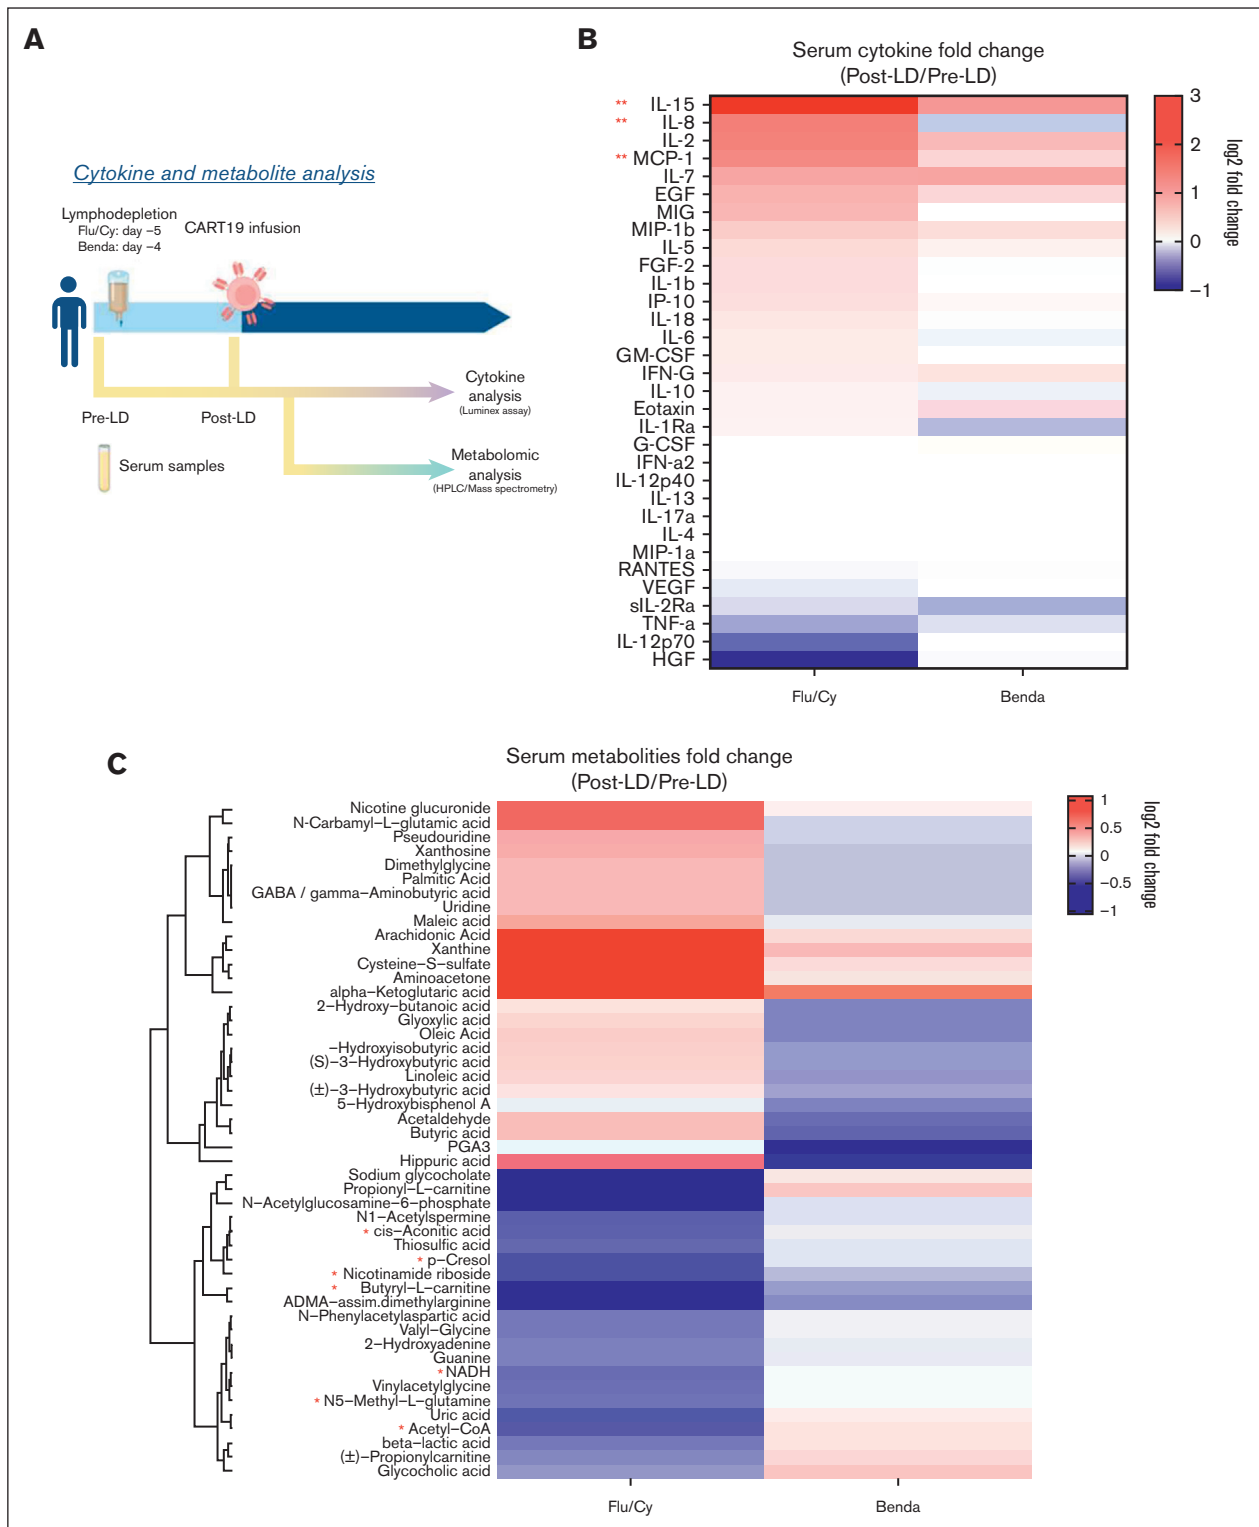 A
Cytokine and metabolite analysis
Lymphodepletion
Flu/Cy: day −5
Benda: day −4
CART19 infusion
Pre-LD
Post-LD
Serum samples
Cytokine
analysis
(Luminex assay)
Metabolomic
analysis
(HPLC/Mass spectrometry)
B
Serum cytokine fold change
(Post-LD/Pre-LD)
** IL-15
** IL-8
IL-2
** MCP-1
IL-7
EGF
MIG
MIP-1b
IL-5
FGF-2
IL-1b
IP-10
IL-18
IL-6
GM-CSF
IFN-G
IL-10
Eotaxin
IL-1Ra
G-CSF
IFN-a2
IL-12p40
IL-13
IL-17a
IL-4
MIP-1a
RANTES
VEGF
sIL-2Ra
TNF-a
IL-12p70
HGF
Flu/Cy
Benda
3
2
1
0
−1
log2 fold change
C
Serum metabolities fold change
(Post-LD/Pre-LD)
Nicotine glucuronide
N-Carbamyl-L−glutamic acid
Pseudouridine
Xanthosine
Dimethylglycine
Palmitic Acid
GABA / gamma−Aminobutyric acid
Uridine
Maleic acid
Arachidonic Acid
Xanthine
Cysteine−S−sulfate
Aminoacetone
alpha−Ketoglutaric acid
2−Hydroxy−butanoic acid
Glyoxylic acid
Oleic Acid
−Hydroxyisobutyric acid
(S)−3−Hydroxybutyric acid
Linoleic acid
(±)−3−Hydroxybutyric acid
5−Hydroxybisphenol A
Acetaldehyde
Butyric acid
PGA3
Hippuric acid
Sodium glycocholate
Propionyl−L−carnitine
N−Acetylglucosamine−6−phosphate
N1−Acetylspermine
* cis−Aconitic acid
Thiosulfic acid
* p−Cresol
* Nicotinamide riboside
* Butyryl−L−carnitine
ADMA−assim.dimethylarginine
N−Phenylacetylaspartic acid
Valyl−Glycine
2−Hydroxyadenine
Guanine
* NADH
Vinylacetylglycine
* N5−Methyl−L−glutamine
Uric acid
* Acetyl−CoA
beta−lactic acid
(±)−Propionylcarnitine
Glycocholic acid
Flu/Cy
Benda
1
0.5
0
−0.5
−1
log2 fold change